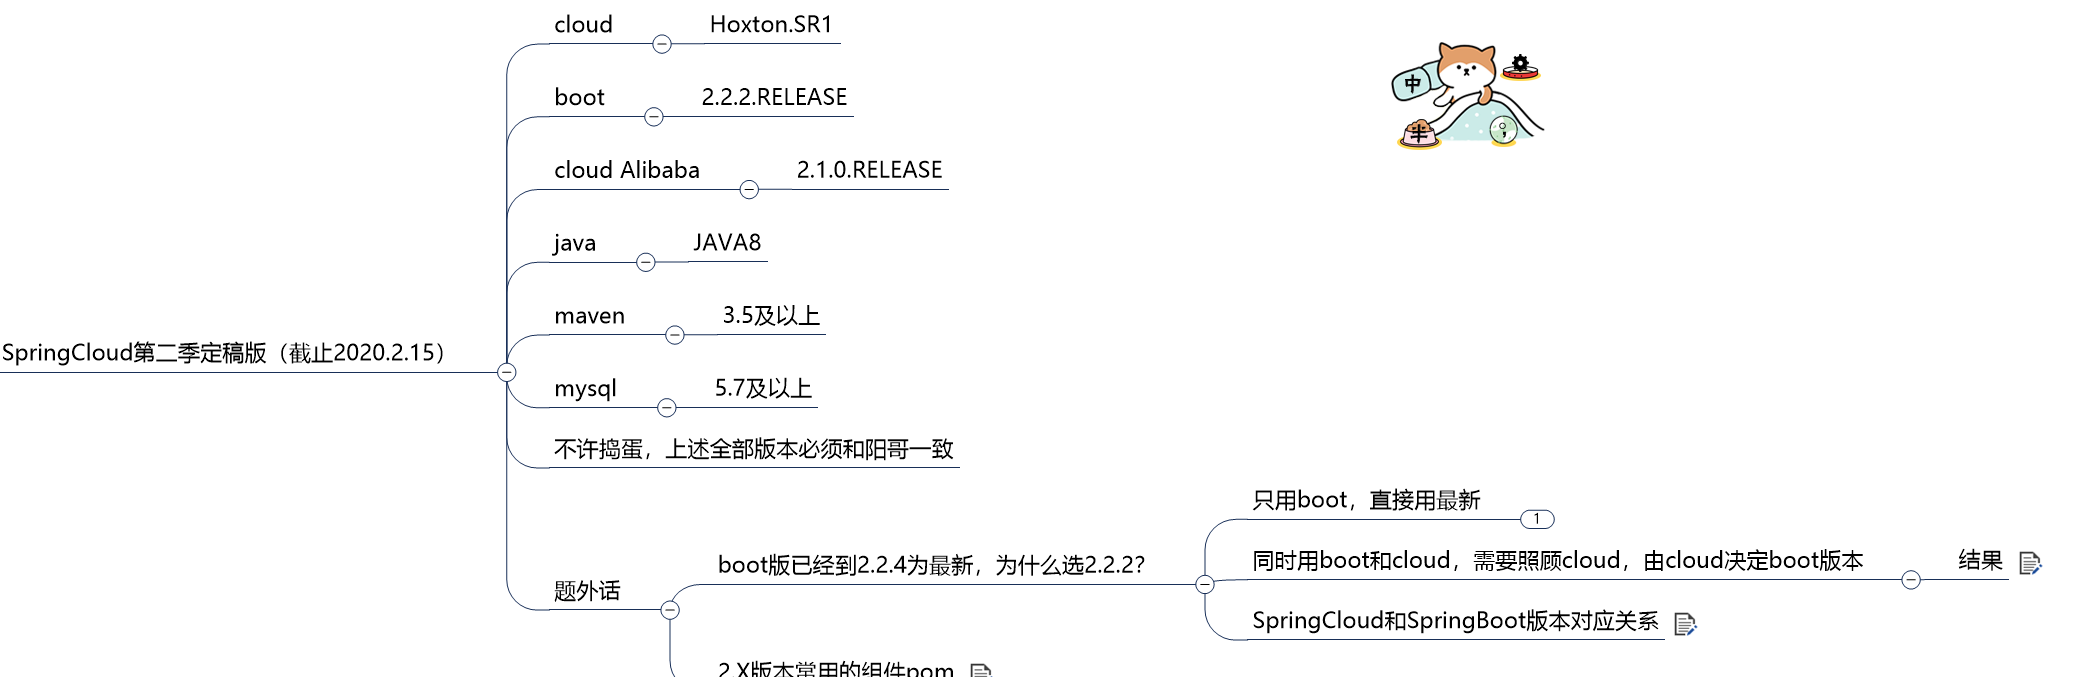 cloud
Hoxton.SR1
boot
2.2.2.RELEASE
cloud Alibaba
2.1.0.RELEASE
java
JAVA8
maven
3.5及以上
SpringCloud第二季定稿版（截止2020.2.15）
mysql
5.7及以上
不许捣蛋，上述全部版本必须和阳哥一致
题外话
boot版已经到2.2.4为最新，为什么选2.2.2？
只用boot，直接用最新
1
同时用boot和cloud，需要照顾cloud，由cloud决定boot版本
结果
SpringCloud和SpringBoot版本对应关系
2.X版本常用的组件pom
中
半
；